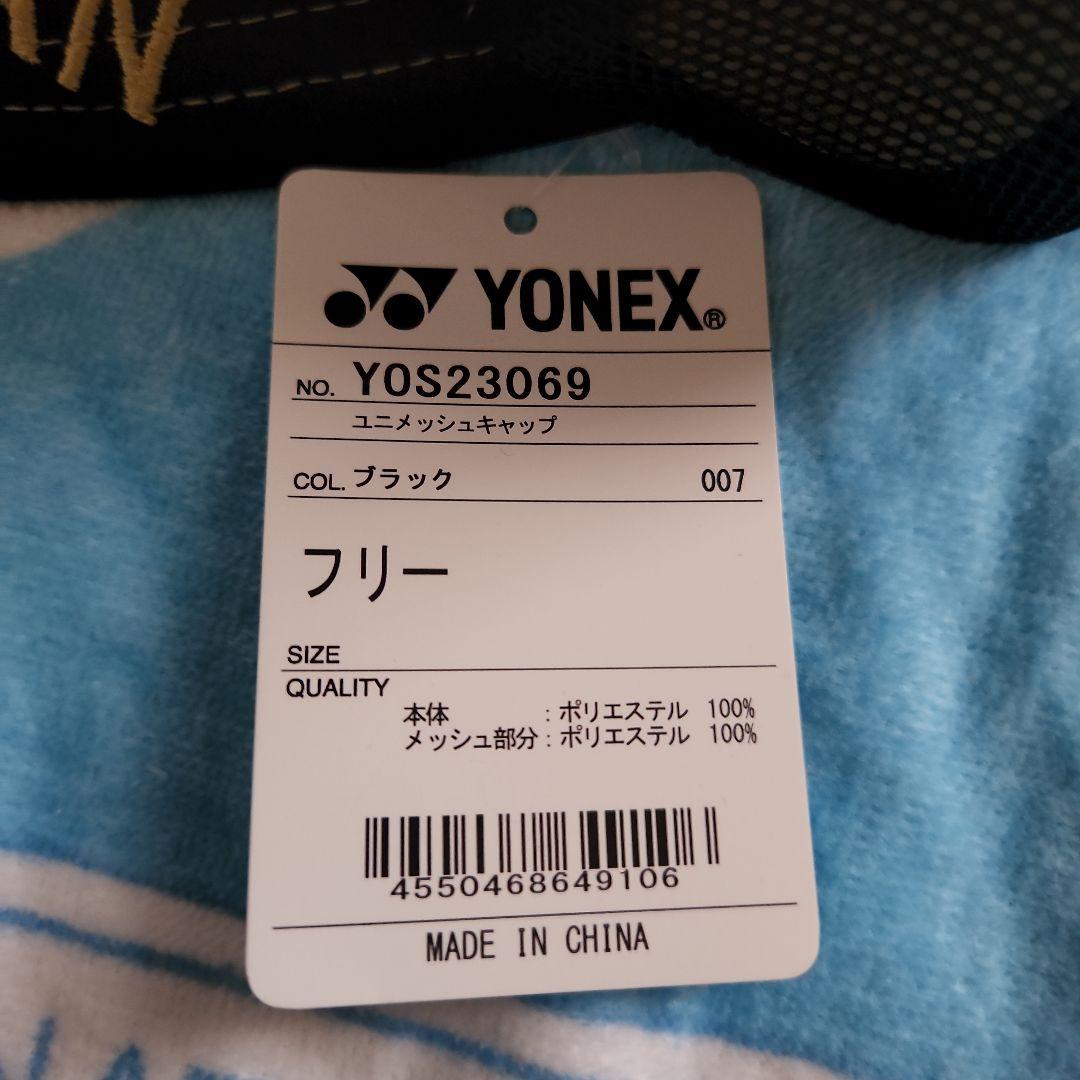 YONEX®
NO. YOS23069
ユニメッシュキャップ
COL. ブラック 007
フリー
SIZE
QUALITY
本体 : ポリエステル 100%
メッシュ部分 : ポリエステル 100%
4550468649106
MADE IN CHINA